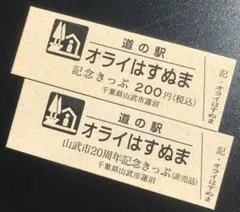 道の駅
オライはすぬま
記念きっぷ 200円(税込)
千葉県山武市蓮沼
記・オライはすぬま
道の駅
オライはすぬま
山武市20周年記念きっぷ(非売品)
千葉県山武市蓮沼
記・オライはすぬま